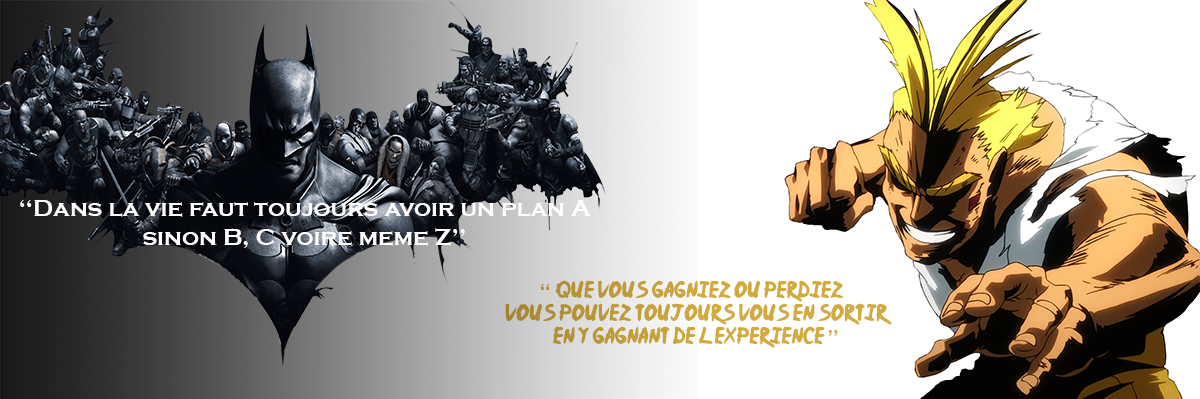 “Dans la vie faut toujours avoir un plan A
sinon B, C voire meme Z”
“ QUE VOUS GAGNIEZ OU PERDIEZ
VOUS POUVEZ TOUJOURS VOUS EN SORTIR
EN Y GAGNANT DE L'EXPERIENCE ”